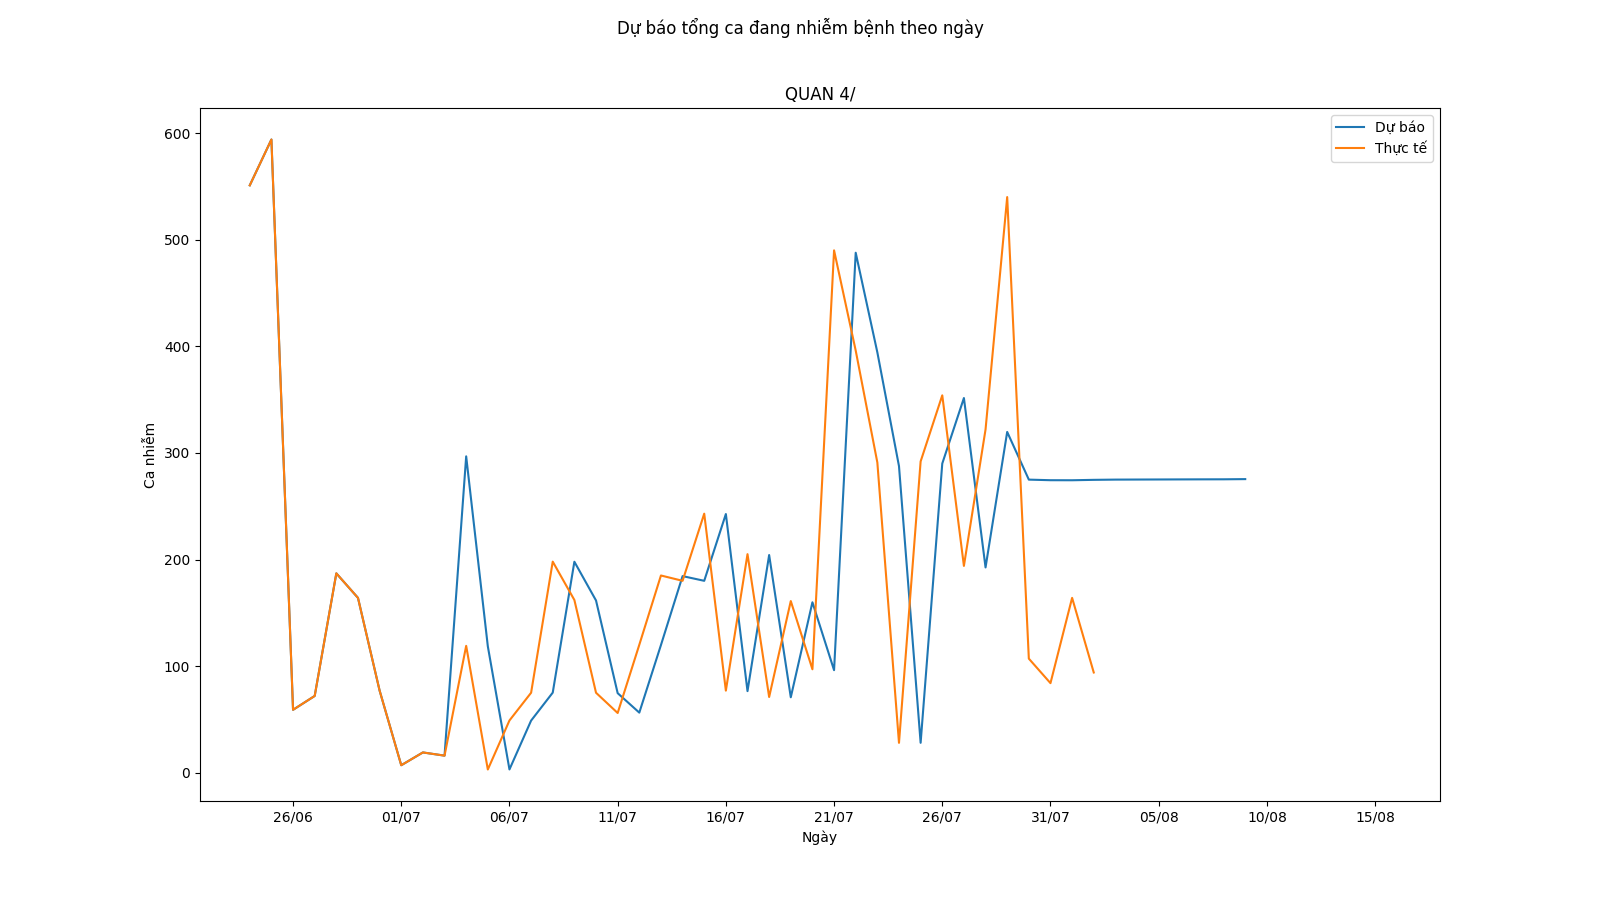 Dự báo tổng ca đang nhiễm bệnh theo ngày
QUAN 4/
Dự báo
Thực tế
Ca nhiễm
600
500
400
300
200
100
0
26/06 01/07 06/07 11/07 16/07 21/07 26/07 31/07 05/08 10/08 15/08
Ngày